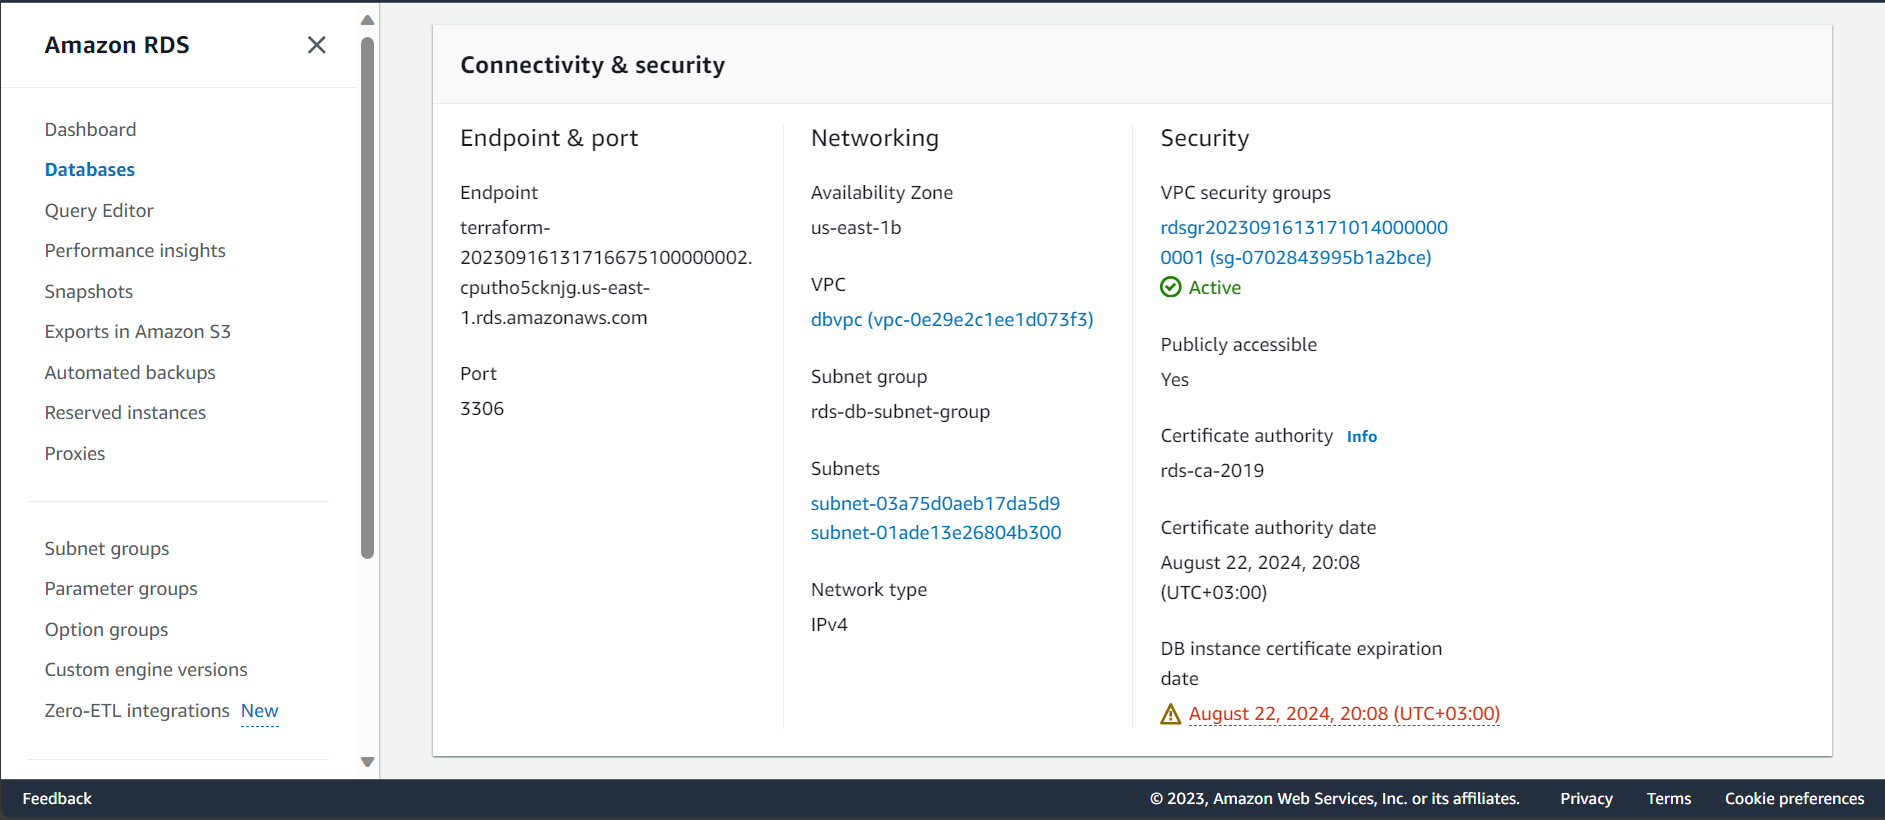 Amazon RDS
Dashboard
Databases
Query Editor
Performance insights
Snapshots
Exports in Amazon S3
Automated backups
Reserved instances
Proxies
Subnet groups
Parameter groups
Option groups
Custom engine versions
Zero-ETL integrations New
Connectivity & security
Endpoint & port
Endpoint
terraform-
20230916131716675100000002.
cputho5cknjg.us-east-
1.rds.amazonaws.com
Port
3306
Networking
Availability Zone
us-east-1b
VPC
dbvpc (vpc-0e29e2c1ee1d073f3)
Subnet group
rds-db-subnet-group
Subnets
subnet-03a75d0aeb17da5d9
subnet-01ade13e26804b300
Network type
IPv4
Security
VPC security groups
rdsgr2023091613171014000000
0001 (sg-0702843995b1a2bce)
Active
Publicly accessible
Yes
Certificate authority Info
rds-ca-2019
Certificate authority date
August 22, 2024, 20:08
(UTC+03:00)
DB instance certificate expiration
date
August 22, 2024, 20:08 (UTC+03:00)
Feedback
© 2023, Amazon Web Services, Inc. or its affiliates.
Privacy
Terms
Cookie preferences